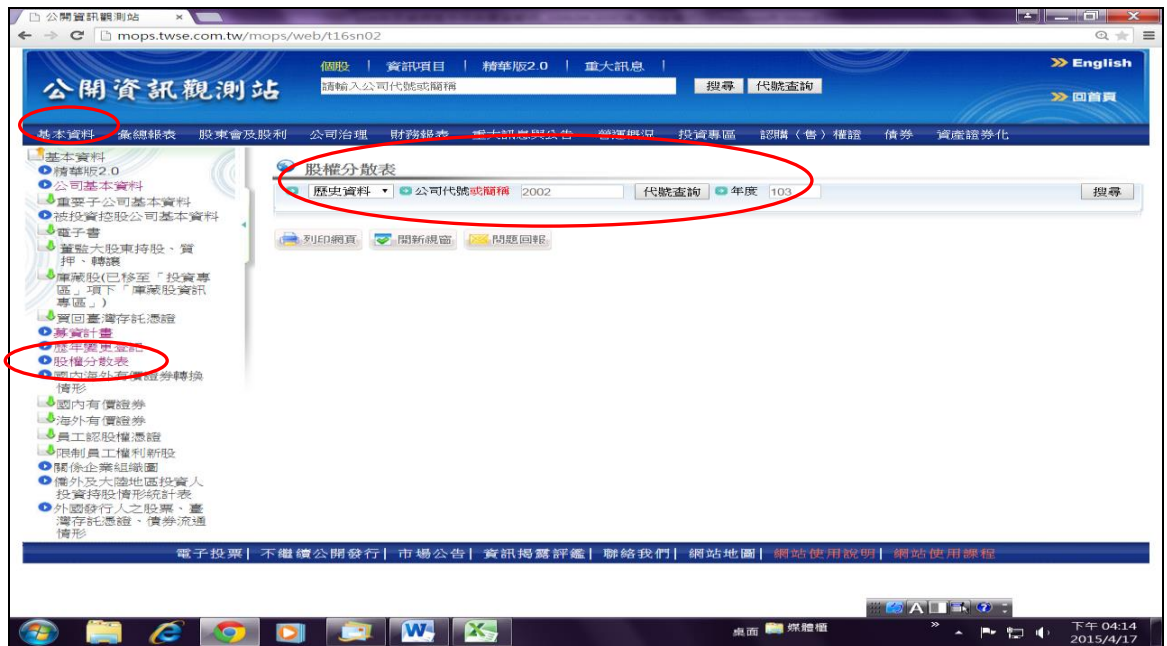 公開資訊觀測站
mops.twse.com.tw/mops/web/t16sn02
個股 | 資訊項目 | 精華版2.0 | 重大訊息 |
English
公開資訊觀測站
請輸入公司代號或簡稱 搜尋 代號查詢
回首頁
基本資料 彙總報表 股東會及股利 公司治理 財務報表 重大訊息與公告 營運概況 投資專區 認購（售）權證 債券 資產證券化
基本資料
精華版2.0
公司基本資料
重要子公司基本資料
被投資控股公司基本資料
電子書
董監大股東持股、質
押、轉讓
庫藏股(已移至「投資專
區」項下「庫藏股資訊
專區」)
買回臺灣存託憑證
募資計畫
歷年變更登記
股權分散表
國內海外有價證券轉換
情形
國內有價證券
海外有價證券
員工認股權憑證
限制員工權利新股
關係企業組織圖
僑外及大陸地區投資人
投資持股情形統計表
外國發行人之股票、臺
灣存託憑證、債券流通
情形
股權分散表
歷史資料 公司代號或簡稱 2002 代號查詢 年度 103 搜尋
列印網頁 開新視窗 問題回報
電子投票| 不繼續公開發行| 市場公告| 資訊揭露評鑑| 聯絡我們| 網站地圖| 網站使用說明| 網站使用課程
A
桌面 媒體櫃 »
下午 04:14
2015/4/17